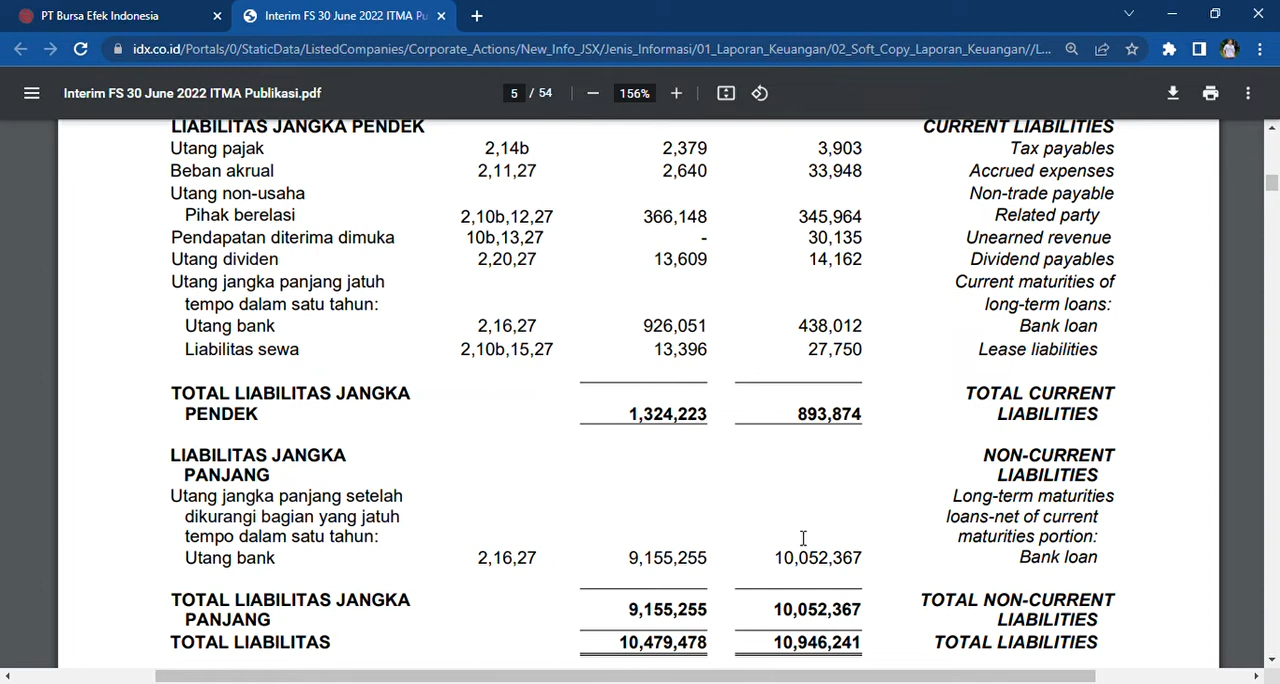 PT Bursa Efek Indonesia
Interim FS 30 June 2022 ITMA Pu
idx.co.id/Portals/0/StaticData/ListedCompanies/Corporate_Actions/New_Info_JSX/Jenis_Informasi/01_Laporan_Keuangan/02_Soft_Copy_Laporan_Keuangan//L...
Interim FS 30 June 2022 ITMA Publikasi.pdf 5 / 54 156%
LIABILITAS JANGKA PENDEK CURRENT LIABILITIES
Utang pajak 2,14b 2,379 3,903 Tax payables
Beban akrual 2,11,27 2,640 33,948 Accrued expenses
Utang non-usaha Non-trade payable
Pihak berelasi 2,10b,12,27 366,148 345,964 Related party
Pendapatan diterima dimuka 10b,13,27 - 30,135 Unearned revenue
Utang dividen 2,20,27 13,609 14,162 Dividend payables
Utang jangka panjang jatuh Current maturities of
tempo dalam satu tahun: long-term loans:
Utang bank 2,16,27 926,051 438,012 Bank loan
Liabilitas sewa 2,10b,15,27 13,396 27,750 Lease liabilities
TOTAL LIABILITAS JANGKA TOTAL CURRENT
PENDEK 1,324,223 893,874 LIABILITIES
LIABILITAS JANGKA NON-CURRENT
PANJANG LIABILITIES
Utang jangka panjang setelah Long-term maturities
dikurangi bagian yang jatuh loans-net of current
tempo dalam satu tahun: maturities portion:
Utang bank 2,16,27 9,155,255 10,052,367 Bank loan
TOTAL LIABILITAS JANGKA TOTAL NON-CURRENT
PANJANG 9,155,255 10,052,367 LIABILITIES
TOTAL LIABILITAS 10,479,478 10,946,241 TOTAL LIABILITIES